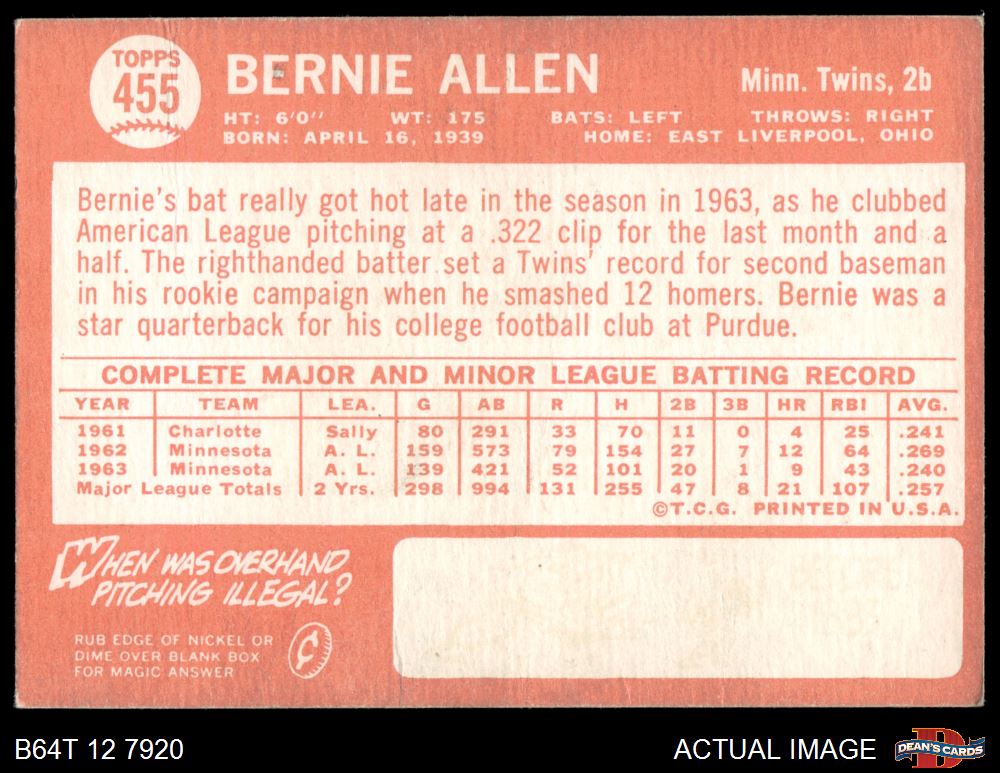 TOPPS
455
BERNIE ALLEN
Minn. Twins, 2b
HT: 6'0" WT: 175 BATS: LEFT THROWS: RIGHT
BORN: APRIL 16, 1939 HOME: EAST LIVERPOOL, OHIO
Bernie's bat really got hot late in the season in 1963, as he clubbed
American League pitching at a .322 clip for the last month and a
half. The righthanded batter set a Twins' record for second baseman
in his rookie campaign when he smashed 12 homers. Bernie was a
star quarterback for his college football club at Purdue.
COMPLETE MAJOR AND MINOR LEAGUE BATTING RECORD
YEAR TEAM LEA. G AB R H 2B 3B HR RBI AVG.
1961 Charlotte Sally 80 291 33 70 11 0 4 25 .241
1962 Minnesota A. L. 159 573 79 154 27 7 12 64 .269
1963 Minnesota A. L. 139 421 52 101 20 1 9 43 .240
Major League Totals 2 Yrs. 298 994 131 255 47 8 21 107 .257
©T.C.G. PRINTED IN U.S.A.
WHEN WAS OVERHAND
PITCHING ILLEGAL?
RUB EDGE OF NICKEL OR
DIME OVER BLANK BOX
FOR MAGIC ANSWER
¢
B64T 12 7920
ACTUAL IMAGE
D
DEAN'S CARDS